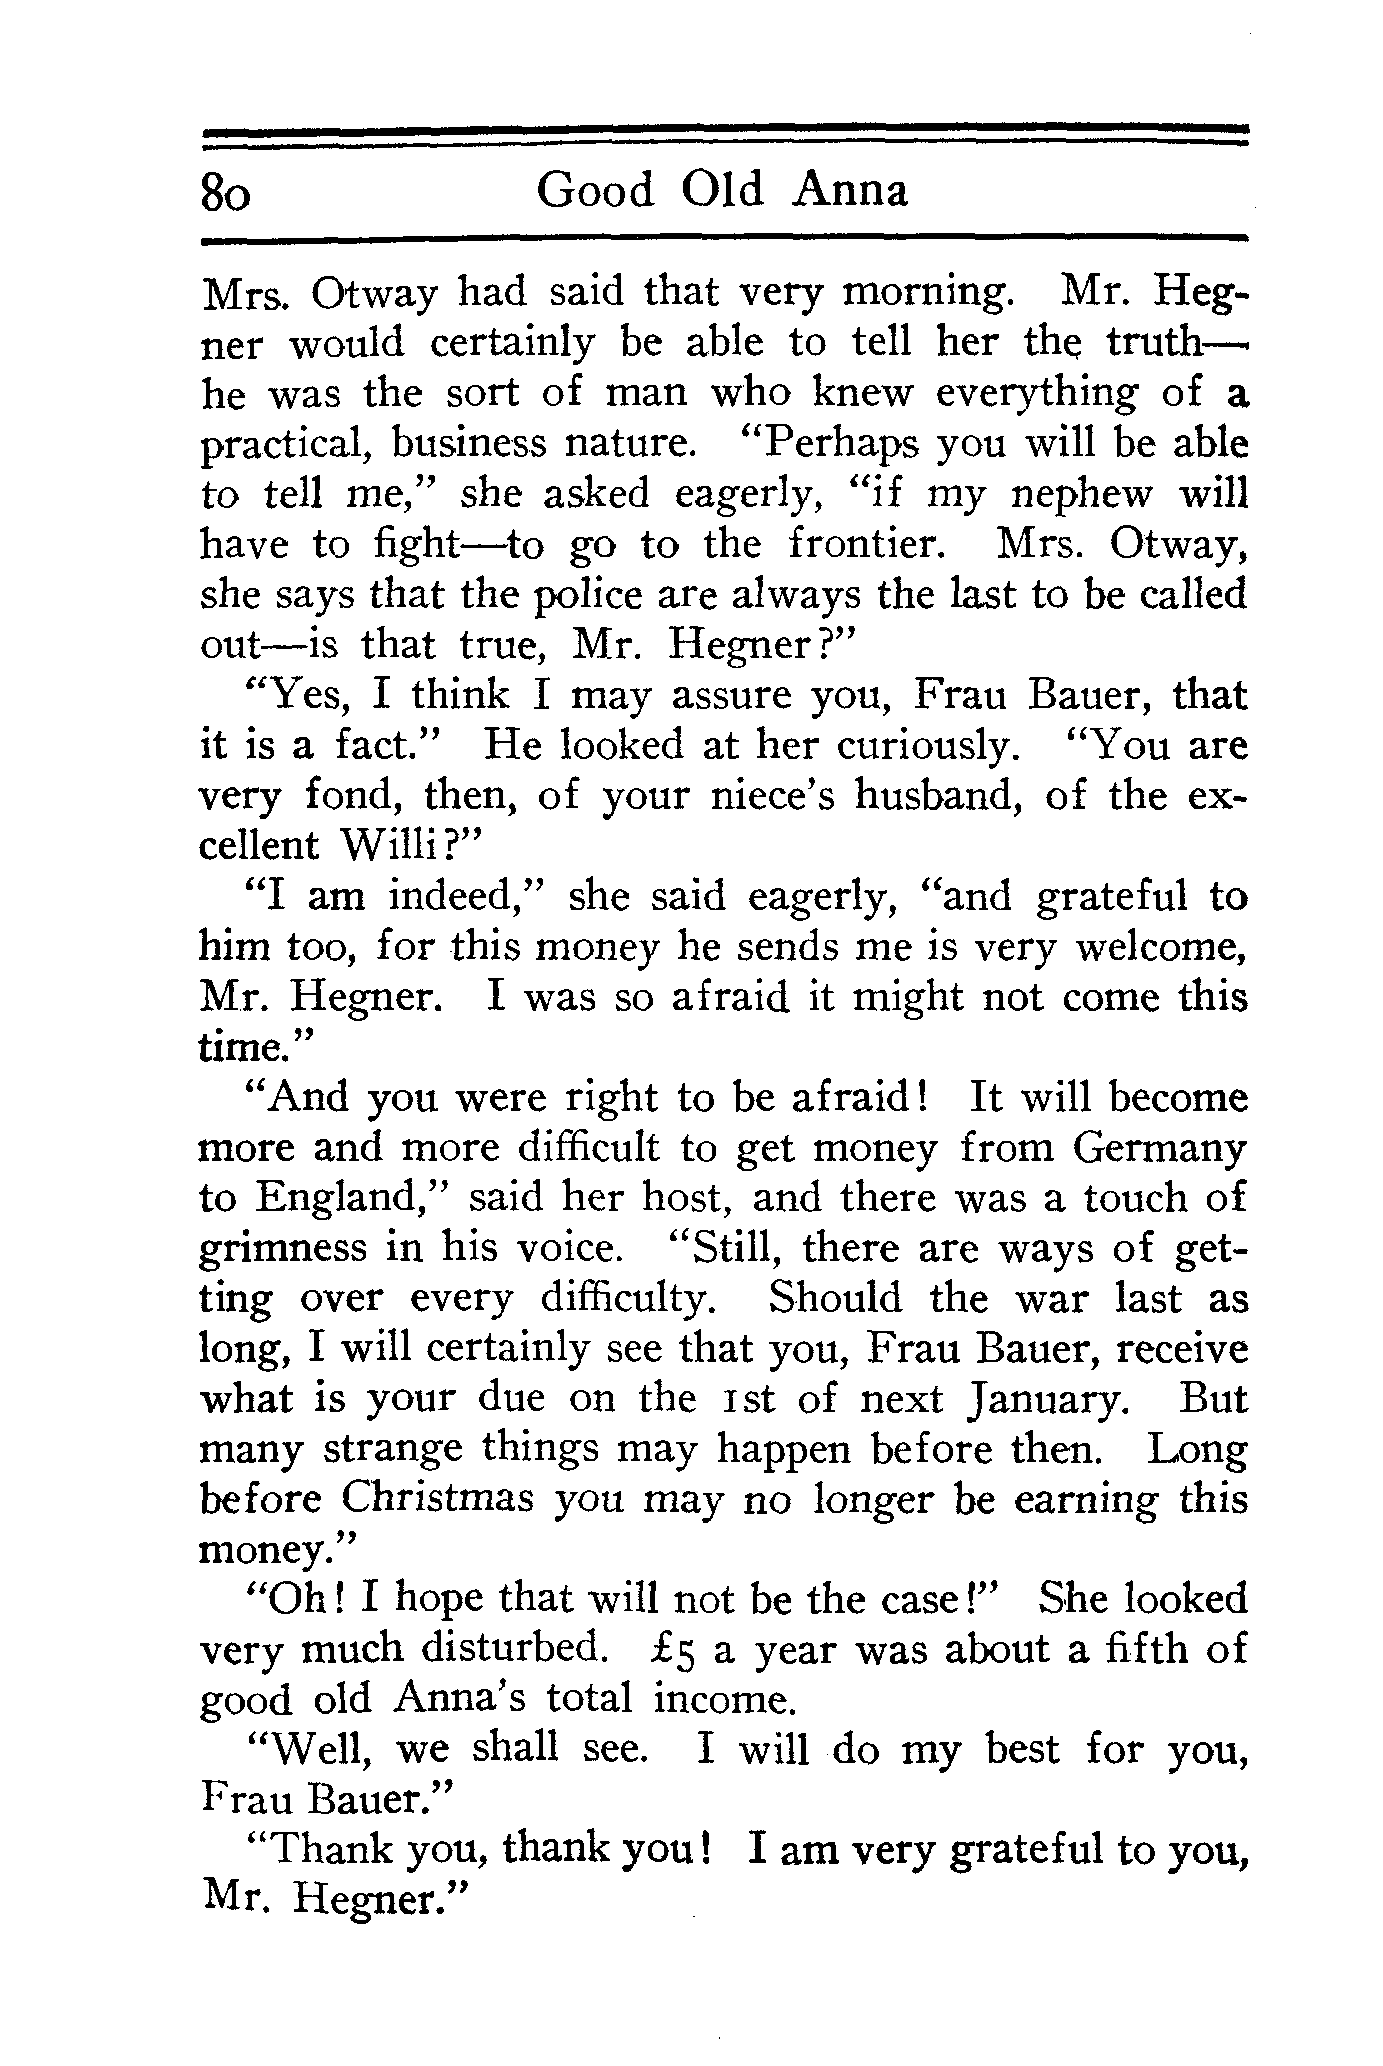 80 Good Old Anna
Mrs. Otway had said that very morning. Mr. Heg-
ner would certainly be able to tell her the truth—
he was the sort of man who knew everything of a
practical, business nature. “Perhaps you will be able
to tell me,” she asked eagerly, “if my nephew will
have to fight—to go to the frontier. Mrs. Otway,
she says that the police are always the last to be called
out—is that true, Mr. Hegner?”
“Yes, I think I may assure you, Frau Bauer, that
it is a fact.” He looked at her curiously. “You are
very fond, then, of your niece’s husband, of the ex-
cellent Willi?”
“I am indeed,” she said eagerly, “and grateful to
him too, for this money he sends me is very welcome,
Mr. Hegner. I was so afraid it might not come this
time.”
“And you were right to be afraid! It will become
more and more difficult to get money from Germany
to England,” said her host, and there was a touch of
grimness in his voice. “Still, there are ways of get-
ting over every difficulty. Should the war last as
long, I will certainly see that you, Frau Bauer, receive
what is your due on the 1st of next January. But
many strange things may happen before then. Long
before Christmas you may no longer be earning this
money.”
“Oh! I hope that will not be the case!” She looked
very much disturbed. £5 a year was about a fifth of
good old Anna’s total income.
“Well, we shall see. I will do my best for you,
Frau Bauer.”
“Thank you, thank you! I am very grateful to you,
Mr. Hegner.”